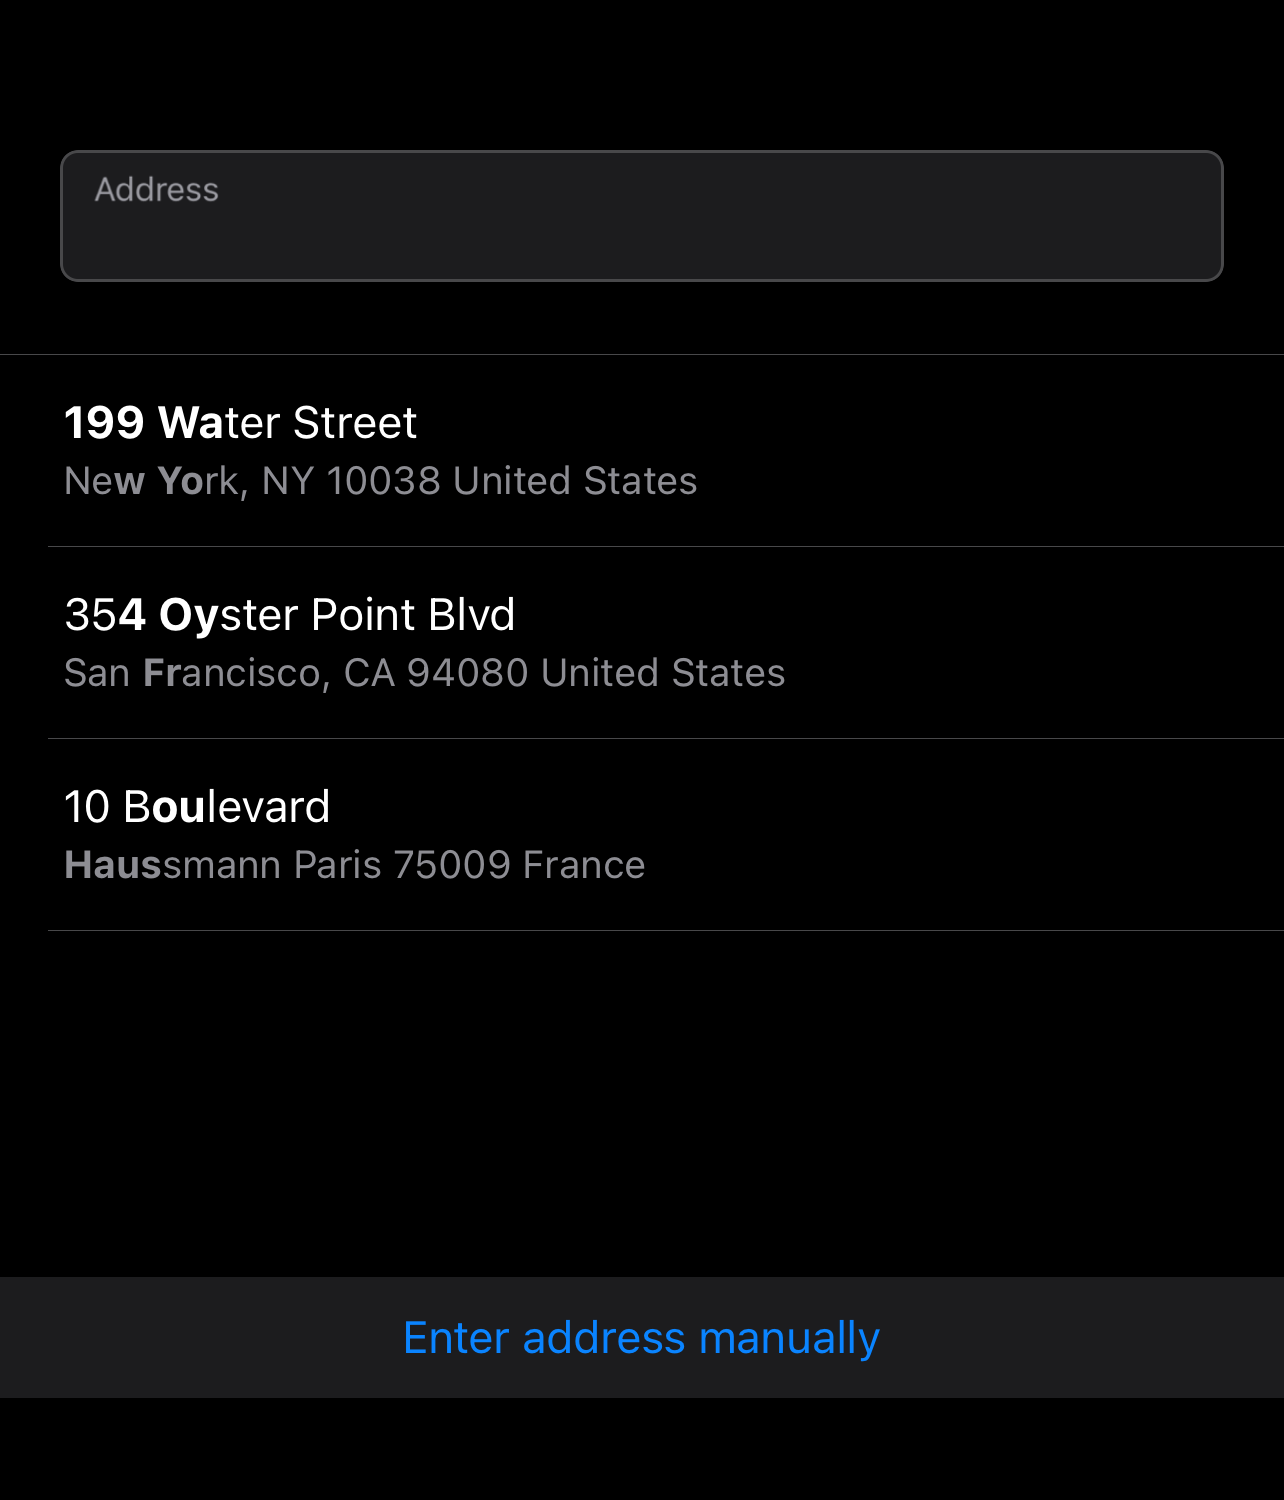 Address
199 Water Street
New York, NY 10038 United States
354 Oyster Point Blvd
San Francisco, CA 94080 United States
10 Boulevard
Haussmann Paris 75009 France
Enter address manually